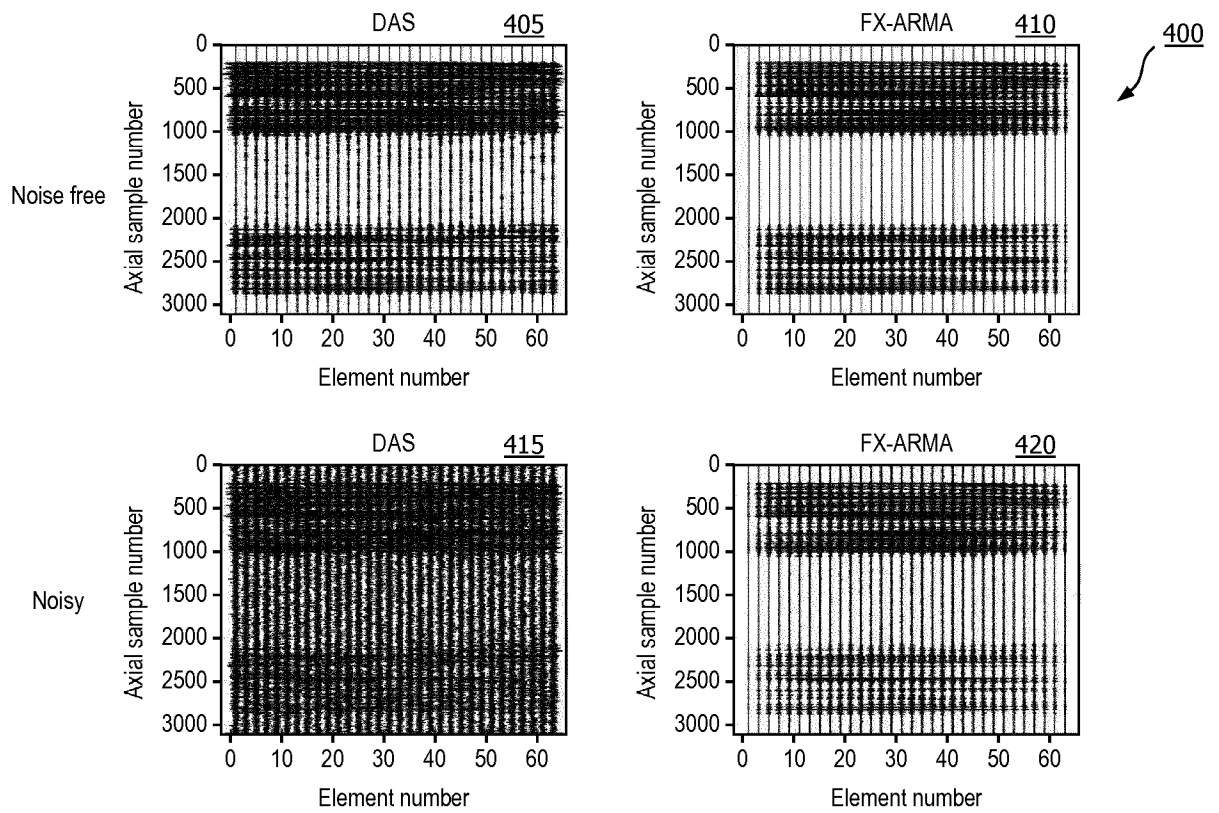 DAS 405
FX-ARMA 410
400
0
500
1000
1500
2000
2500
3000
Axial sample number
Noise free
0 10 20 30 40 50 60
Element number
0
500
1000
1500
2000
2500
3000
Axial sample number
0 10 20 30 40 50 60
Element number
DAS 415
FX-ARMA 420
0
500
1000
1500
2000
2500
3000
Axial sample number
Noisy
0 10 20 30 40 50 60
Element number
0
500
1000
1500
2000
2500
3000
Axial sample number
0 10 20 30 40 50 60
Element number